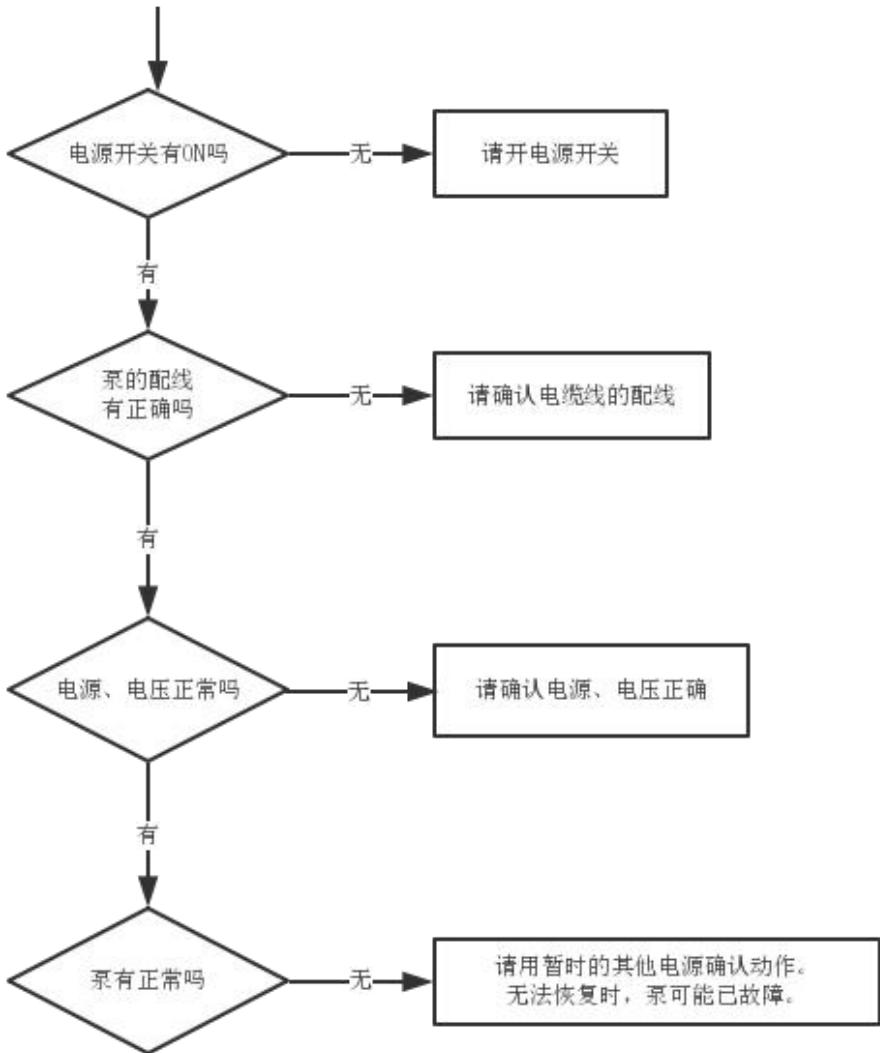 电源开关有ON吗
无
请开电源开关
有
泵的配线
有正确吗
无
请确认电缆线的配线
有
电源、电压正常吗
无
请确认电源、电压正确
有
泵有正常吗
无
请用暂时的其他电源确认动作。
无法恢复时，泵可能已故障。